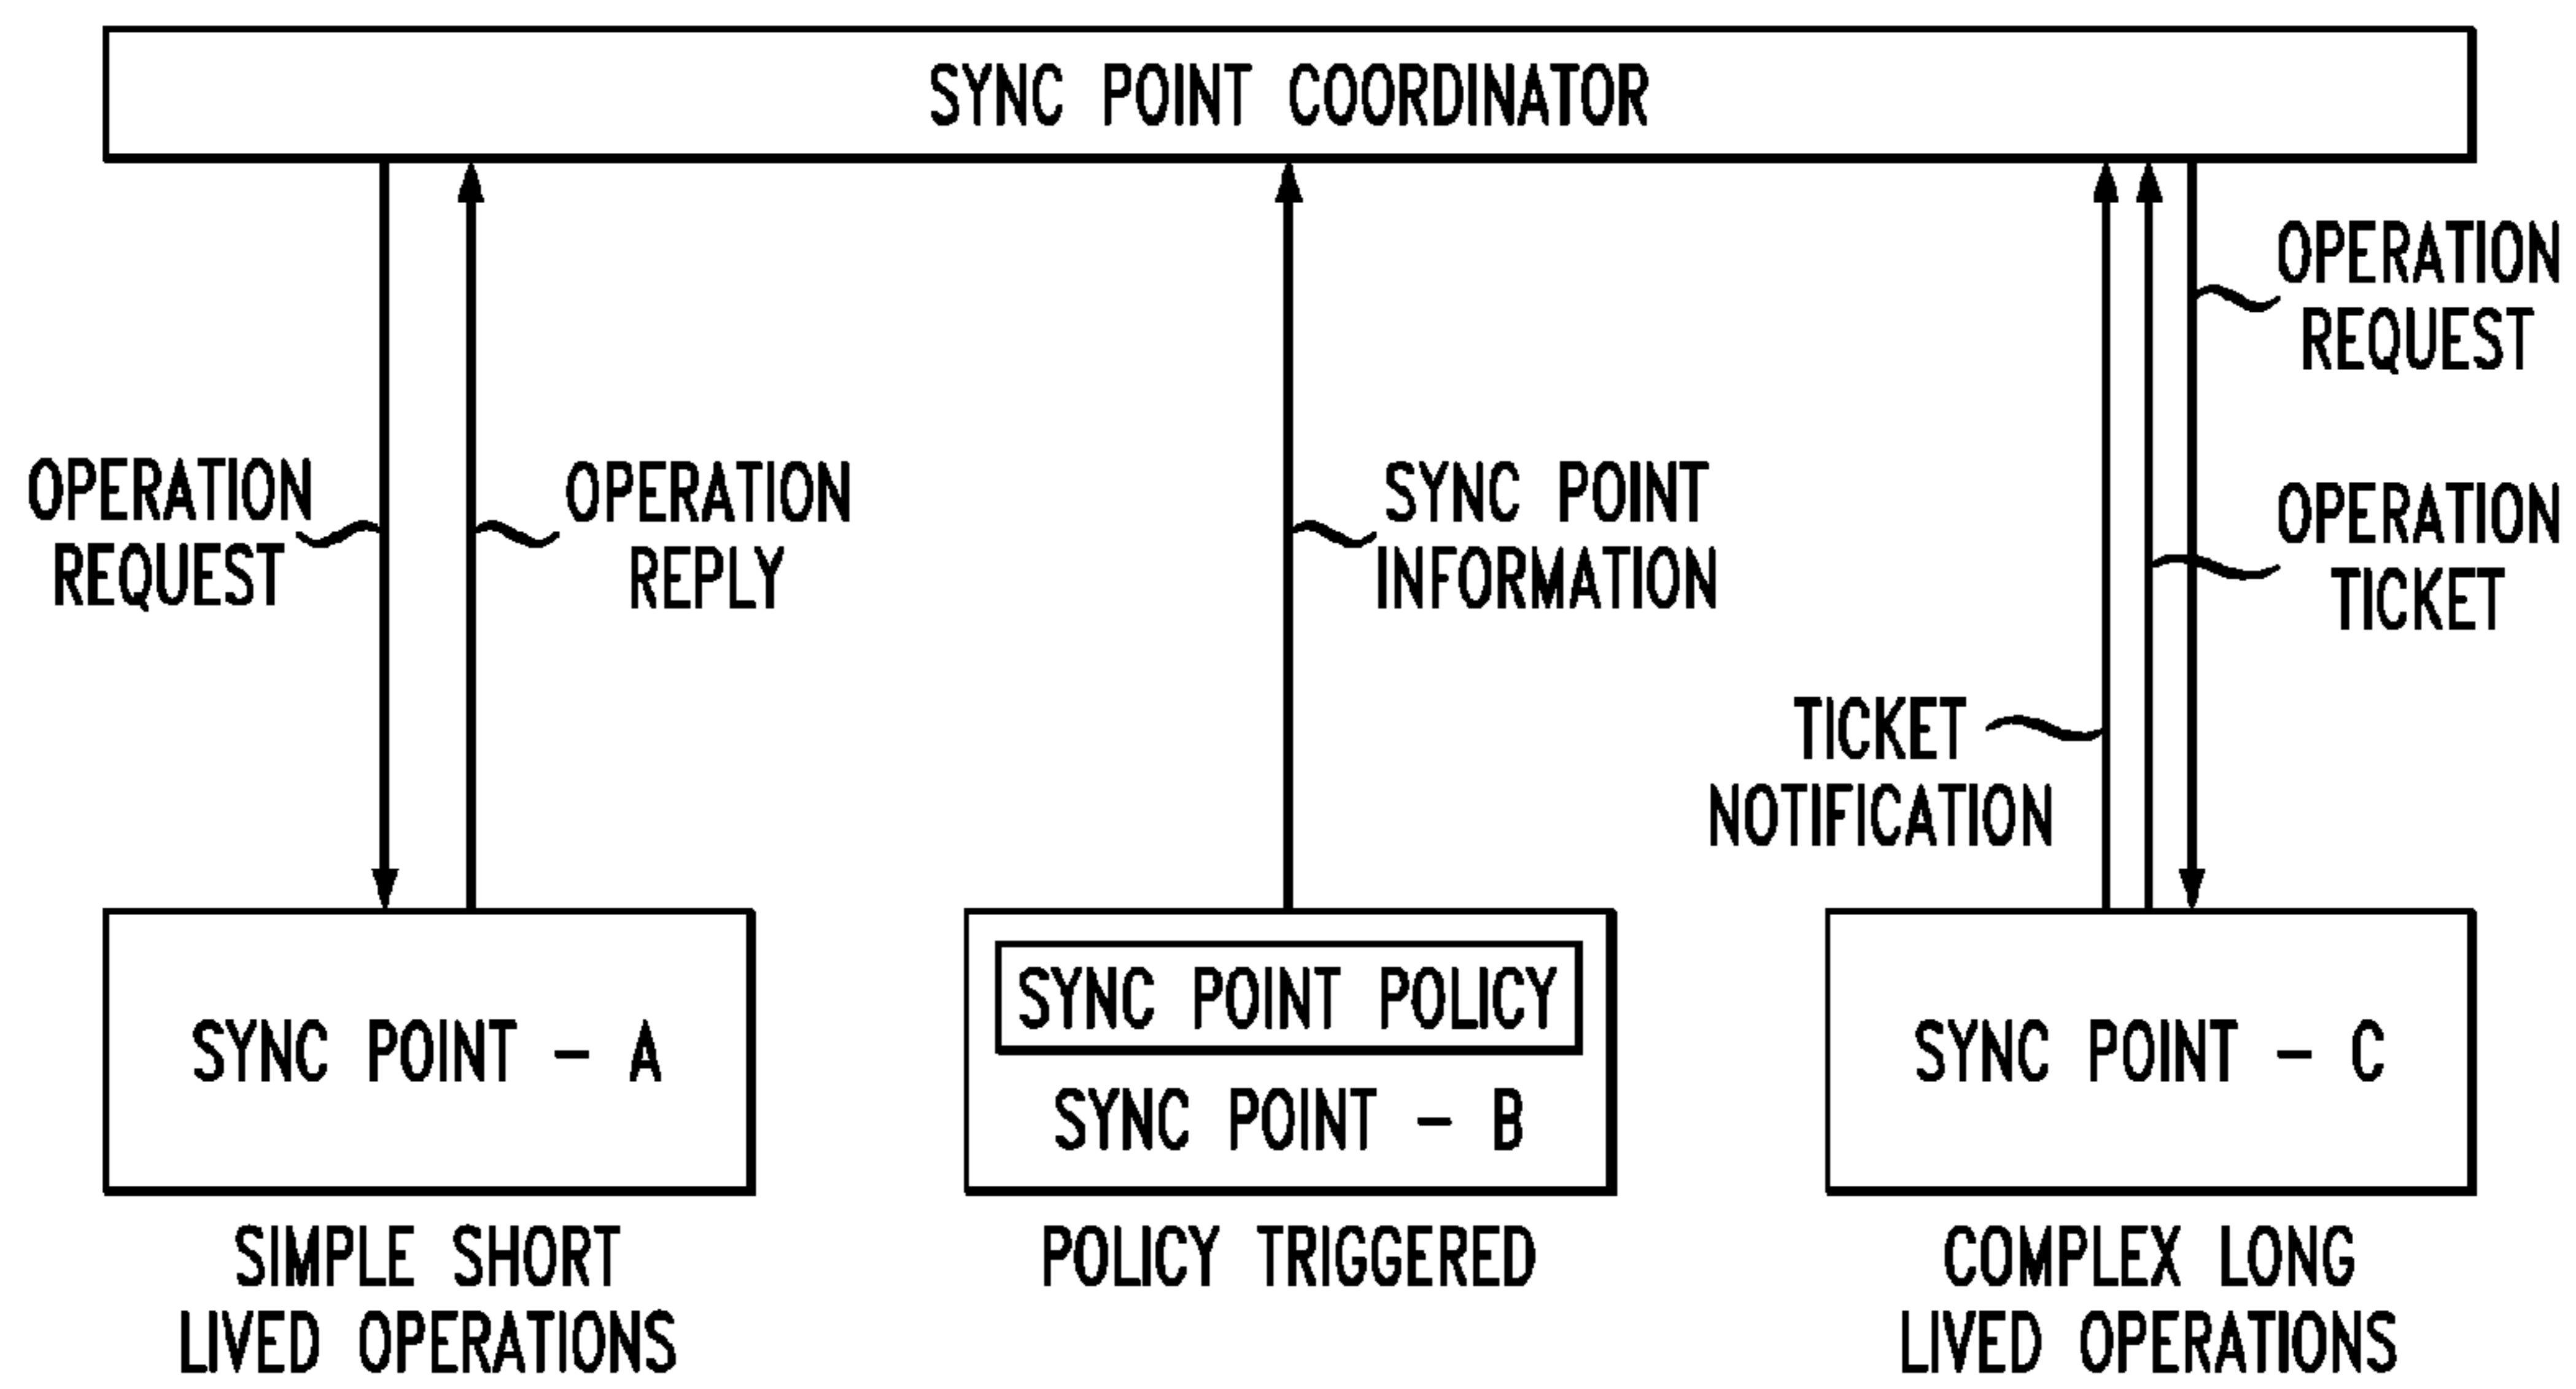 SYNC POINT COORDINATOR
OPERATION
REQUEST
OPERATION
REPLY
SYNC POINT
INFORMATION
OPERATION
REQUEST
OPERATION
TICKET
TICKET
NOTIFICATION
SYNC POINT - A
SYNC POINT POLICY
SYNC POINT - B
SYNC POINT - C
SIMPLE SHORT
LIVED OPERATIONS
POLICY TRIGGERED
COMPLEX LONG
LIVED OPERATIONS